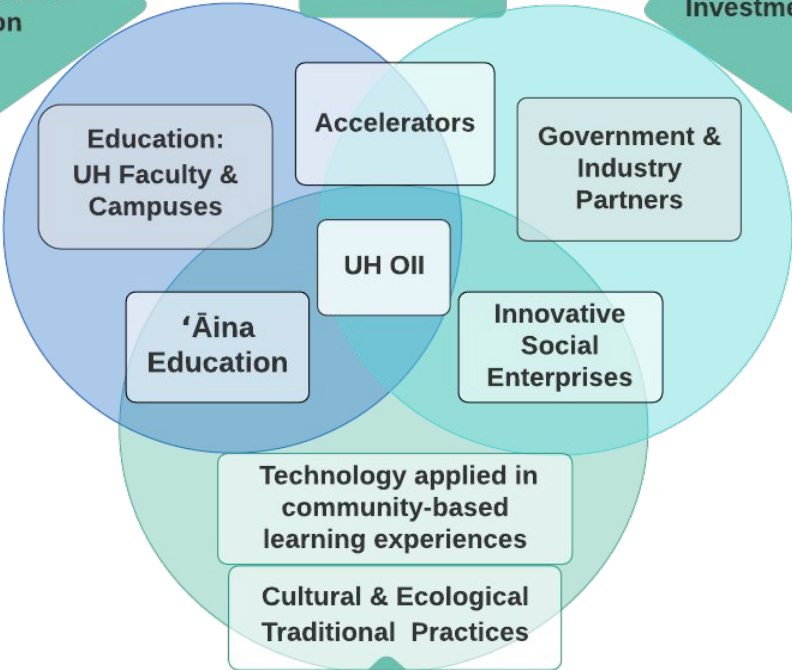 on
Investme
Accelerators
Education:
UH Faculty &
Campuses
Government &
Industry
Partners
UH OII
ʻĀina
Education
Innovative
Social
Enterprises
Technology applied in
community-based
learning experiences
Cultural & Ecological
Traditional  Practices